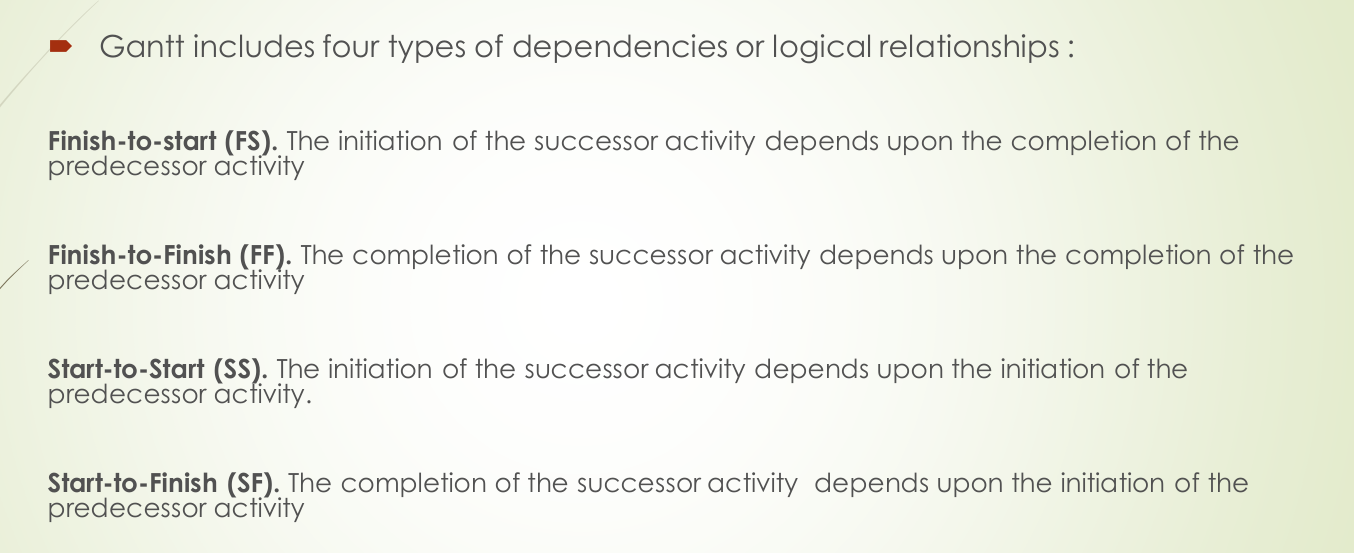 Gantt includes four types of dependencies or logical relationships :
Finish-to-start (FS). The initiation of the successor activity depends upon the completion of the
predecessor activity
Finish-to-Finish (FF). The completion of the successor activity depends upon the completion of the
predecessor activity
Start-to-Start (SS). The initiation of the successor activity depends upon the initiation of the
predecessor activity.
Start-to-Finish (SF). The completion of the successor activity depends upon the initiation of the
predecessor activity